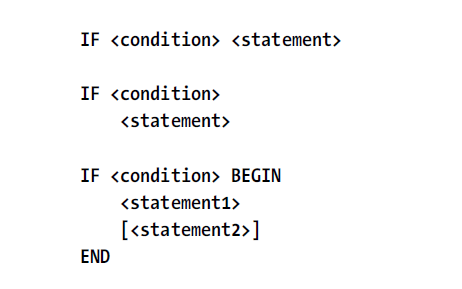 IF <condition> <statement>
IF <condition>
    <statement>
IF <condition> BEGIN
    <statement1>
    [<statement2>]
END